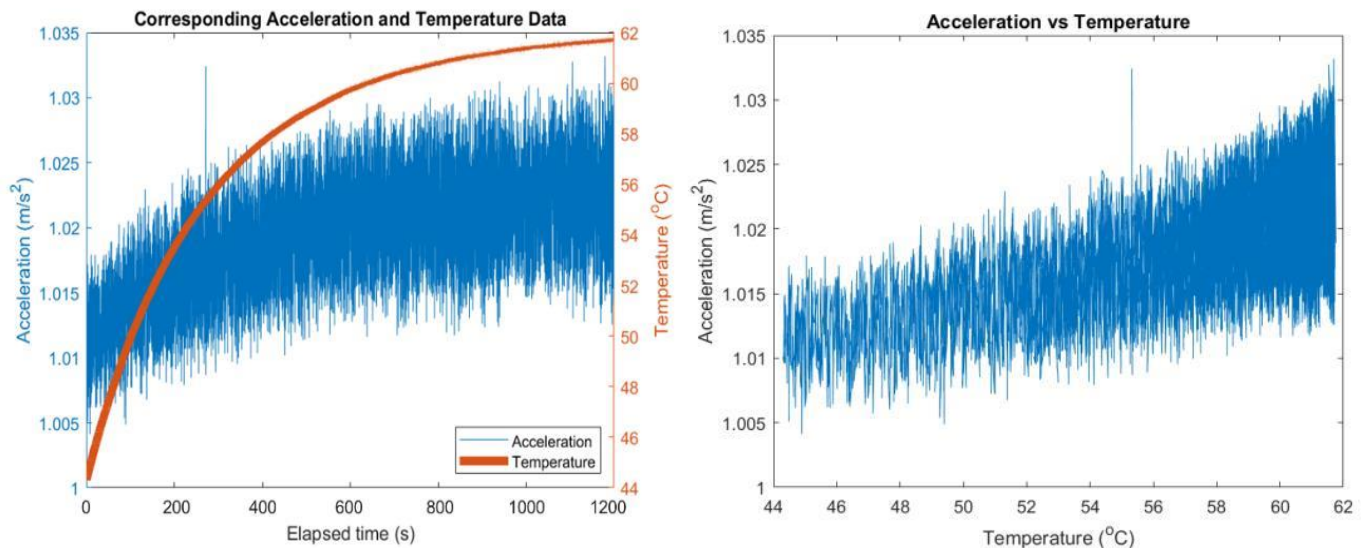 Corresponding Acceleration and Temperature Data
1.035
1.03
1.025
1.02
1.015
1.01
1.005
1
Acceleration (m/s²)
62
60
58
56
54
52
50
48
46
44
Temperature (°C)
Acceleration
Temperature
0 200 400 600 800 1000 1200
Elapsed time (s)
Acceleration vs Temperature
1.035
1.03
1.025
1.02
1.015
1.01
1.005
1
Acceleration (m/s²)
44 46 48 50 52 54 56 58 60 62
Temperature (°C)